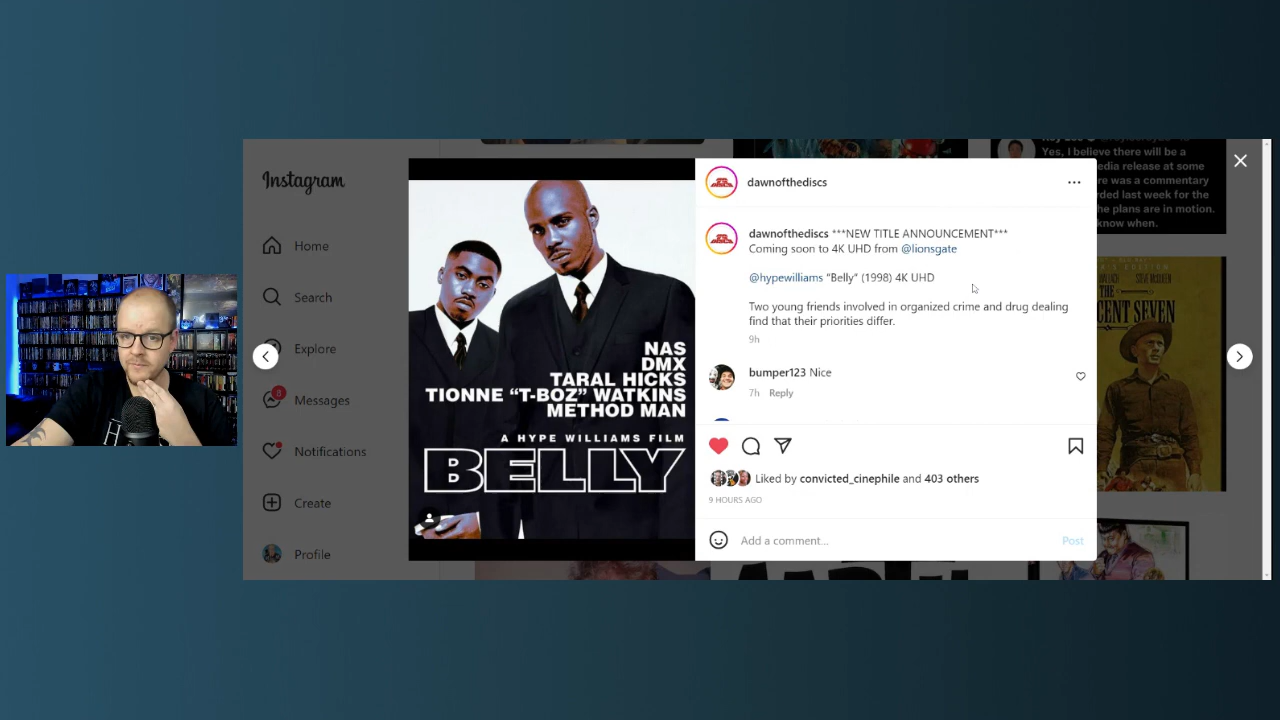 Instagram
Home
Search
Explore
8
Messages
Notifications
Create
Profile
NAS
DMX
TARAL HICKS
TIONNE “T-BOZ” WATKINS
METHOD MAN
A HYPE WILLIAMS FILM
BELLY
dawnofthediscs
dawnofthediscs ***NEW TITLE ANNOUNCEMENT***
Coming soon to 4K UHD from @lionsgate
@hypewilliams "Belly" (1998) 4K UHD
Two young friends involved in organized crime and drug dealing
find that their priorities differ.
9h
bumper123 Nice
7h Reply
Liked by convicted_cinephile and 403 others
9 HOURS AGO
Add a comment...
Post
Yes, I believe there will be a
edia release at some
re was a commentary
rded last week for the
he plans are in motion.
know when.
THE
CENT SEVEN